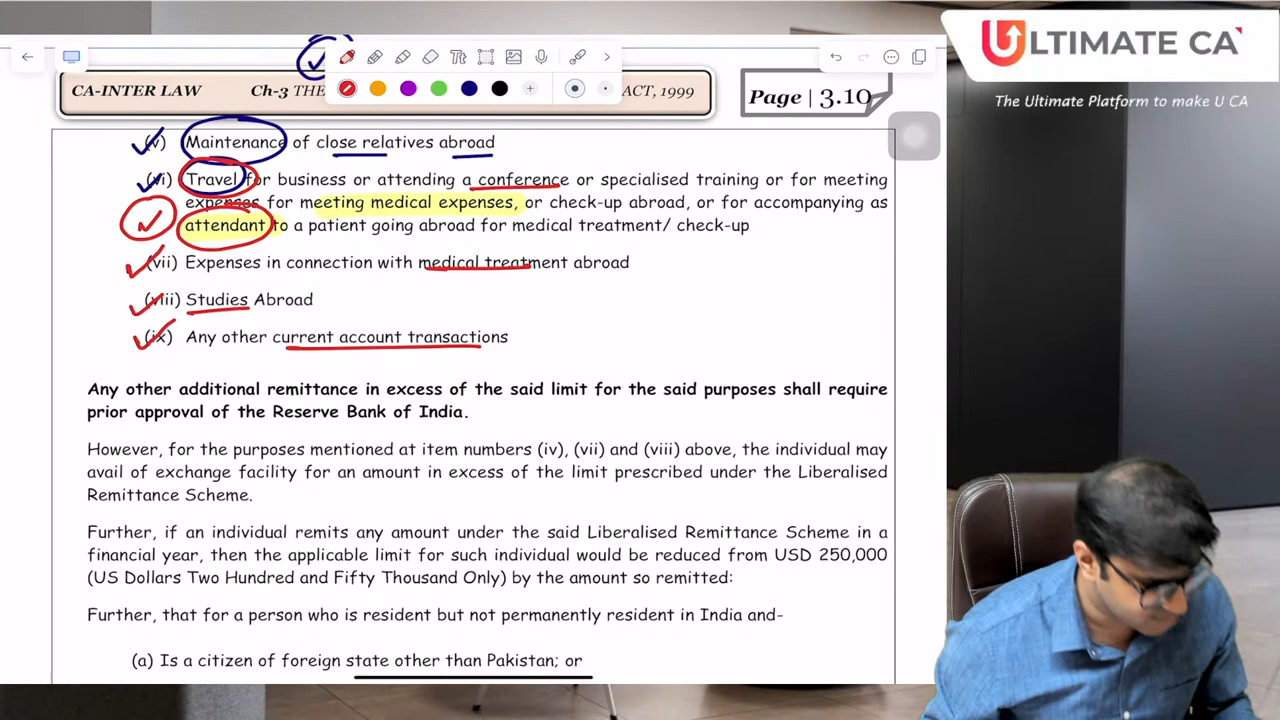 ULTIMATE CA
The Ultimate Platform to make U CA
CA-INTER LAW Ch-3 THE ACT, 1999
Page | 3.10
(v) Maintenance of close relatives abroad
(vi) Travel for business or attending a conference or specialised training or for meeting
expenses for meeting medical expenses, or check-up abroad, or for accompanying as
attendant to a patient going abroad for medical treatment/ check-up
(vii) Expenses in connection with medical treatment abroad
(viii) Studies Abroad
(ix) Any other current account transactions
Any other additional remittance in excess of the said limit for the said purposes shall require
prior approval of the Reserve Bank of India.
However, for the purposes mentioned at item numbers (iv), (vii) and (viii) above, the individual may
avail of exchange facility for an amount in excess of the limit prescribed under the Liberalised
Remittance Scheme.
Further, if an individual remits any amount under the said Liberalised Remittance Scheme in a
financial year, then the applicable limit for such individual would be reduced from USD 250,000
(US Dollars Two Hundred and Fifty Thousand Only) by the amount so remitted:
Further, that for a person who is resident but not permanently resident in India and-
(a) Is a citizen of foreign state other than Pakistan; or